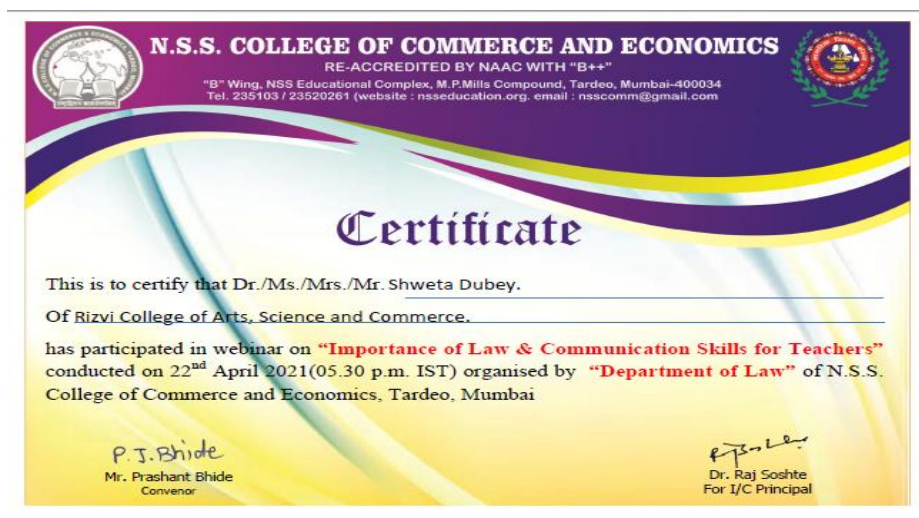 N.S.S. COLLEGE OF COMMERCE AND ECONOMICS
RE-ACCREDITED BY NAAC WITH "B++"
"B" Wing, NSS Educational Complex, M.P.Mills Compound, Tardeo, Mumbai-400034
Tel. 235103 / 23520261 (website : nsseducation.org. email : nsscomm@gmail.com
Certificate
This is to certify that Dr./Ms./Mrs./Mr. Shweta Dubey.
Of Rizvi College of Arts, Science and Commerce.
has participated in webinar on "Importance of Law & Communication Skills for Teachers"
conducted on 22nd April 2021(05.30 p.m. IST) organised by "Department of Law" of N.S.S.
College of Commerce and Economics, Tardeo, Mumbai
P.J.Bhide
Mr. Prashant Bhide
Convenor
Dr. Raj Soshte
For I/C Principal